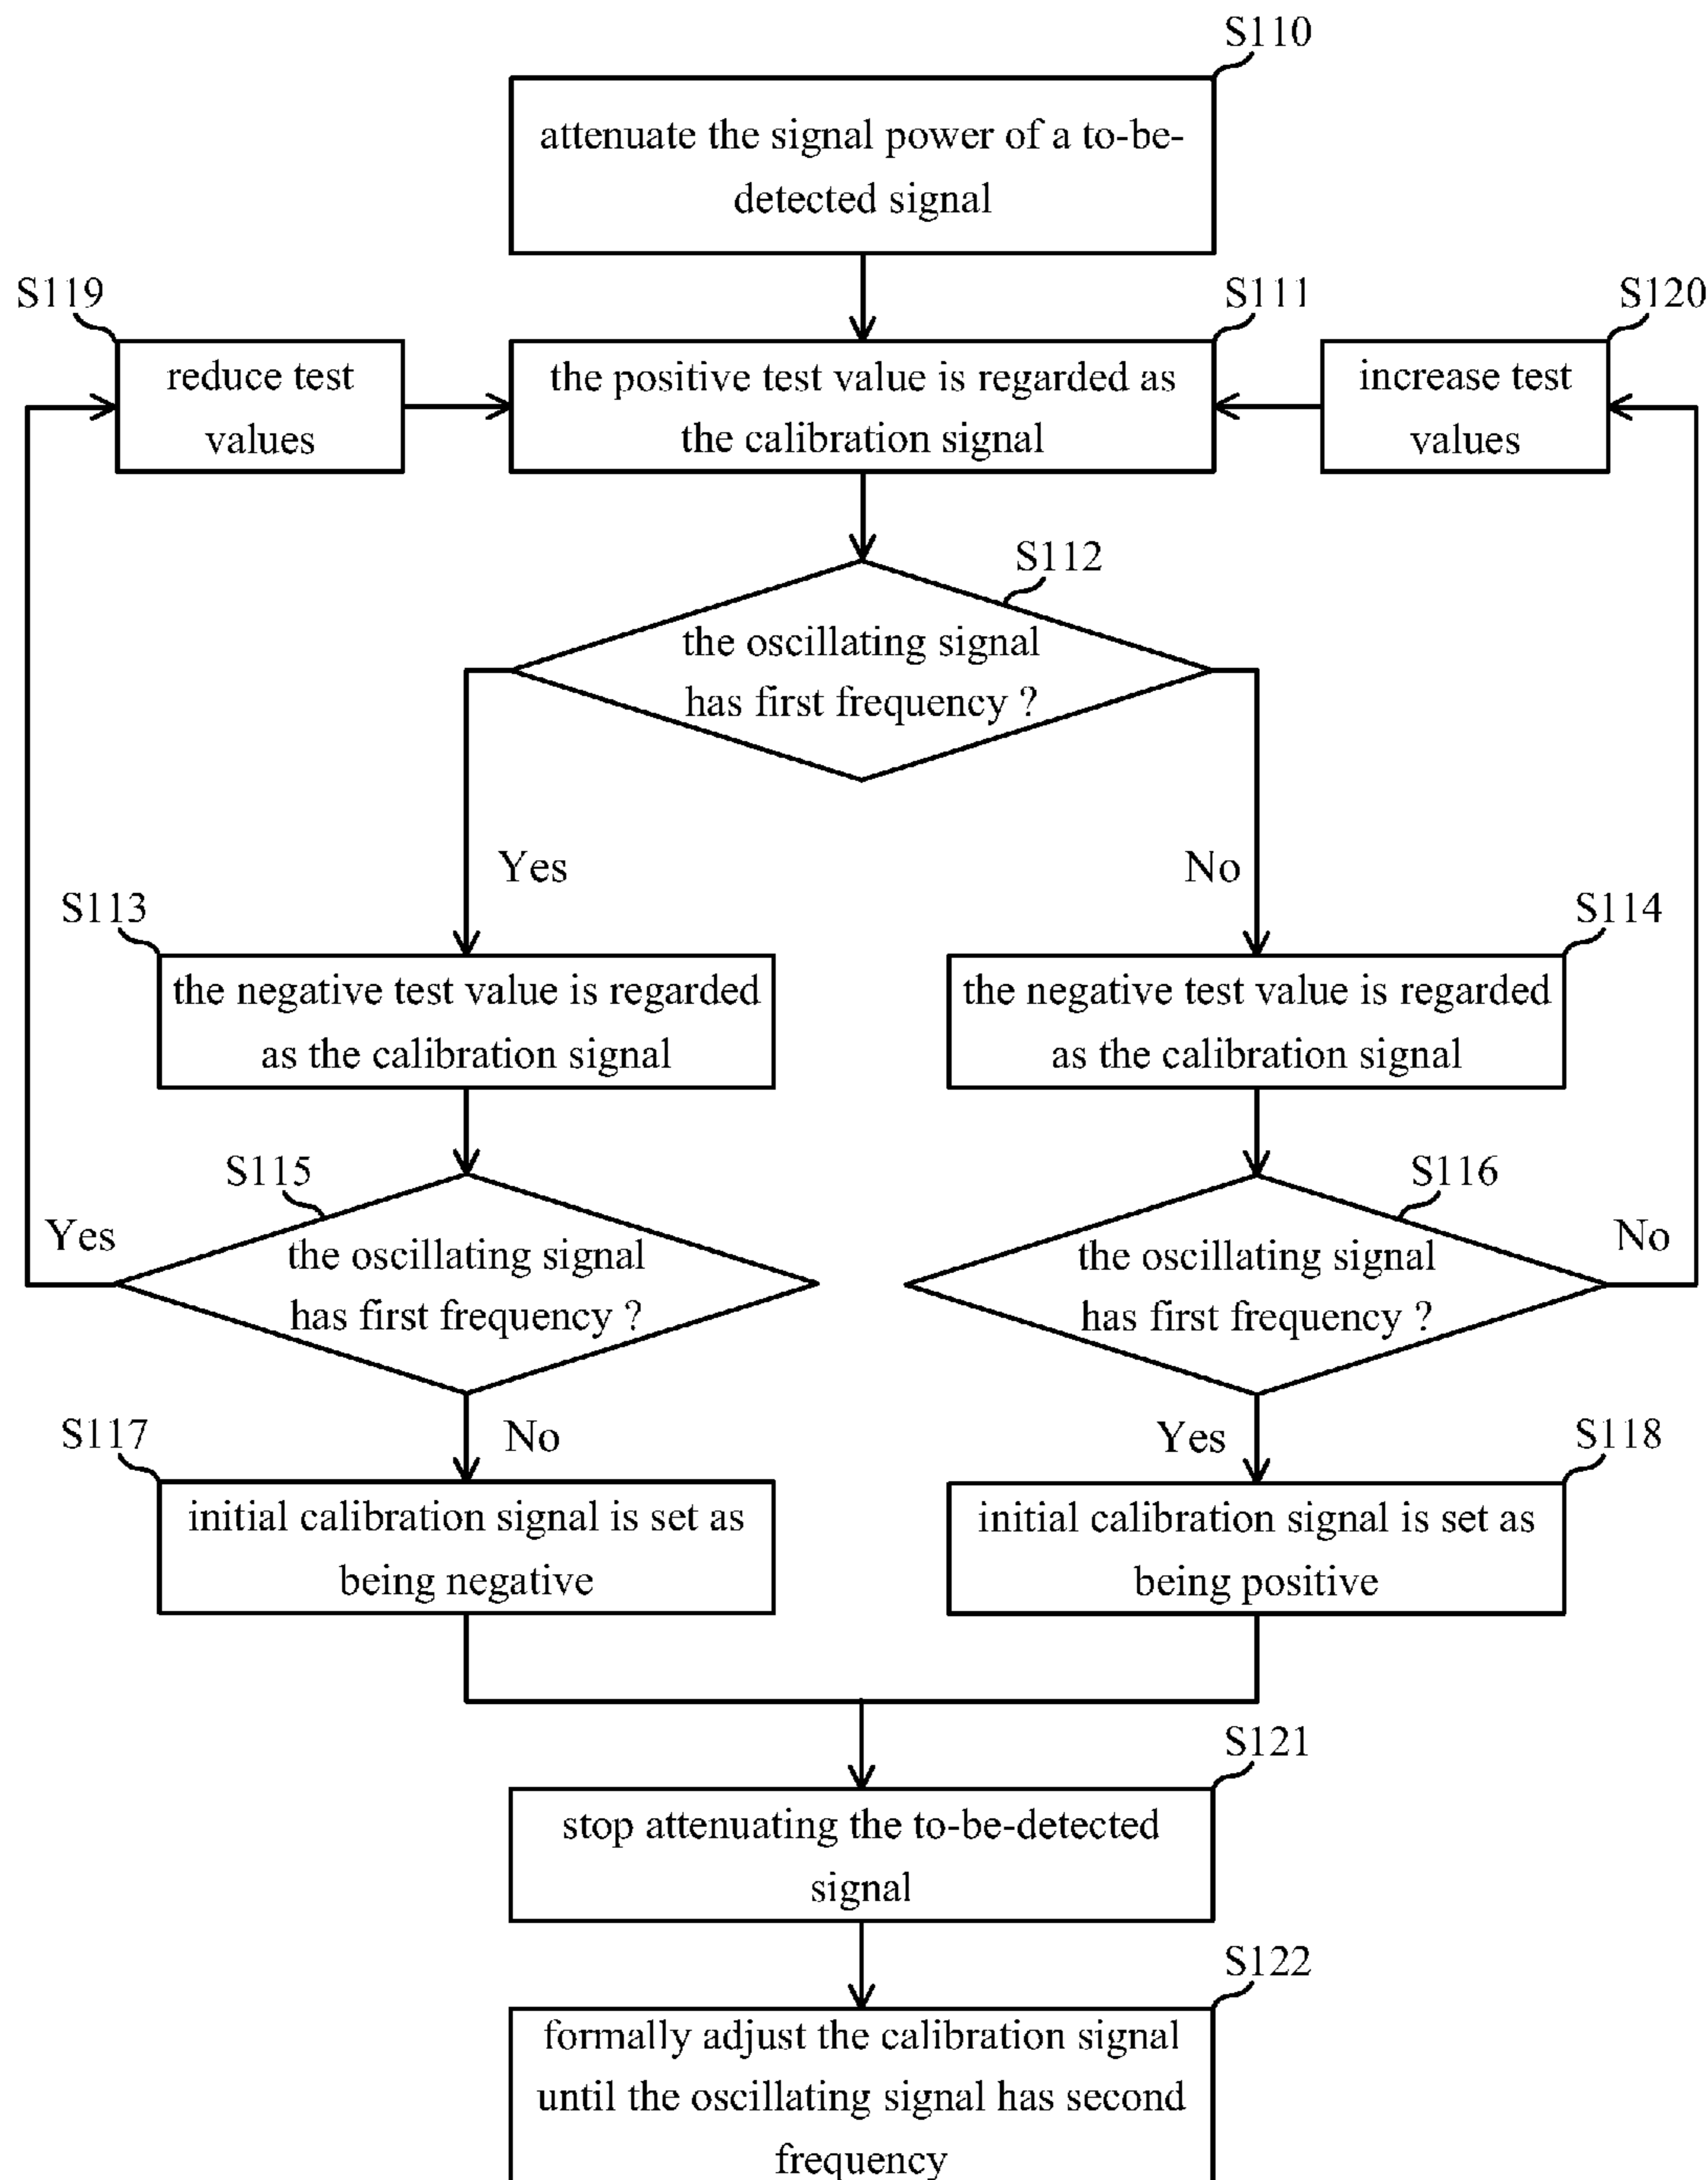 S110
attenuate the signal power of a to-be-
detected signal
S119
S111
S120
reduce test
values
the positive test value is regarded as
the calibration signal
increase test
values
S112
the oscillating signal
has first frequency ?
Yes
No
S113
S114
the negative test value is regarded
as the calibration signal
the negative test value is regarded
as the calibration signal
S115
S116
Yes
the oscillating signal
has first frequency ?
the oscillating signal
has first frequency ?
No
S117
No
Yes
S118
initial calibration signal is set as
being negative
initial calibration signal is set as
being positive
S121
stop attenuating the to-be-detected
signal
S122
formally adjust the calibration signal
until the oscillating signal has second
frequency